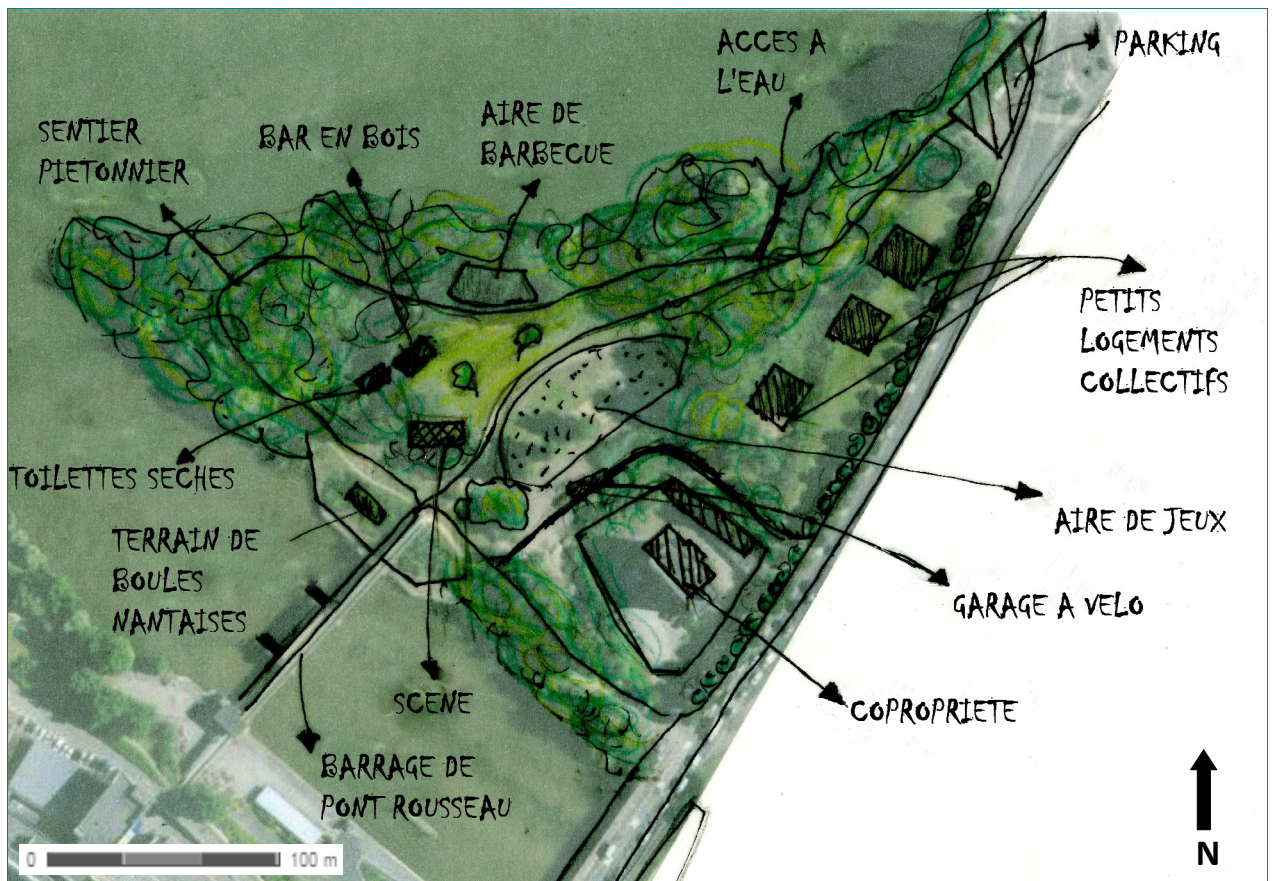 ACCES A
L'EAU
PARKING
AIRE DE
BARBECUE
SENTIER
PIETONNIER
BAR EN BOIS
PETITS
LOGEMENTS
COLLECTIFS
TOILETTES SECHES
AIRE DE JEUX
TERRAIN DE
BOULES
NANTAISES
GARAGE A VELO
SCENE
COPROPRIETE
BARRAGE DE
PONT ROUSSEAU
0 100 m
N